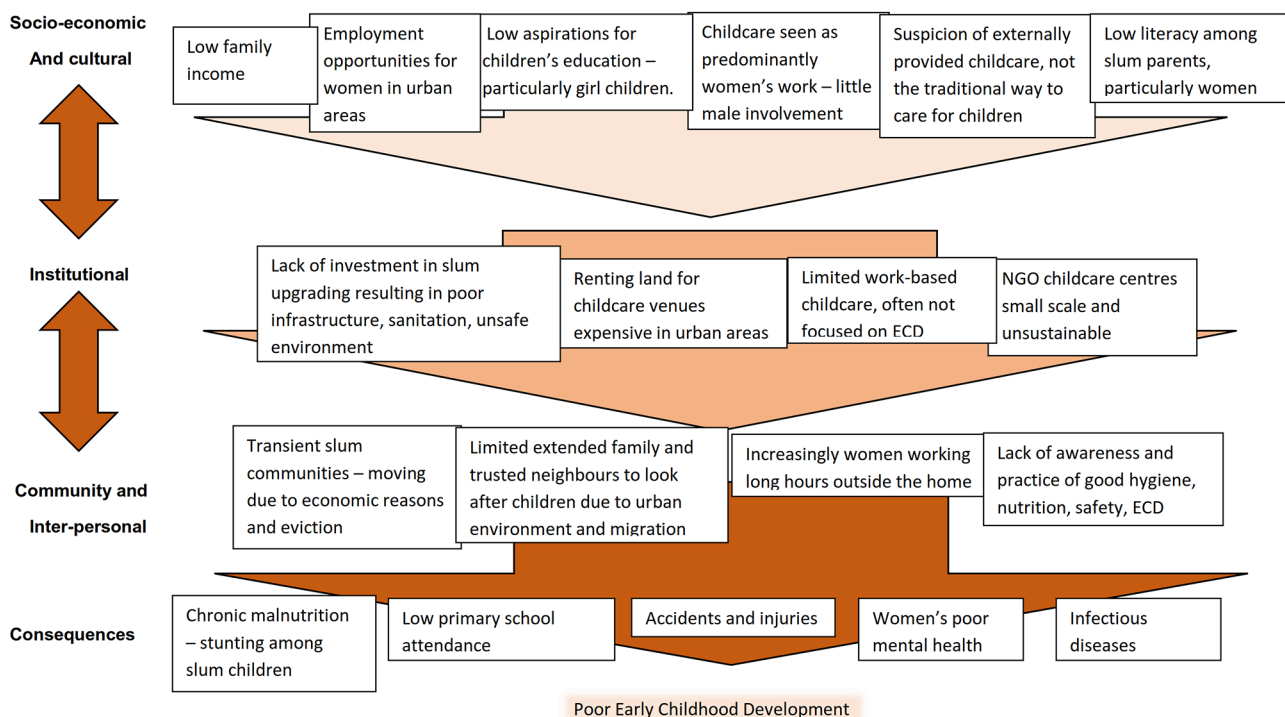 Socio-economic
And cultural
Low family
income
Employment
opportunities for
women in urban
areas
Low aspirations for
children’s education –
particularly girl children.
Childcare seen as
predominantly
women’s work – little
male involvement
Suspicion of externally
provided childcare, not
the traditional way to
care for children
Low literacy among
slum parents,
particularly women
Institutional
Lack of investment in slum
upgrading resulting in poor
infrastructure, sanitation, unsafe
environment
Renting land for
childcare venues
expensive in urban areas
Limited work-based
childcare, often not
focused on ECD
NGO childcare centres
small scale and
unsustainable
Community and
Inter-personal
Transient slum
communities – moving
due to economic reasons
and eviction
Limited extended family and
trusted neighbours to look
after children due to urban
environment and migration
Increasingly women working
long hours outside the home
Lack of awareness and
practice of good hygiene,
nutrition, safety, ECD
Consequences
Chronic malnutrition
– stunting among
slum children
Low primary school
attendance
Accidents and injuries
Women’s poor
mental health
Infectious
diseases
Poor Early Childhood Development